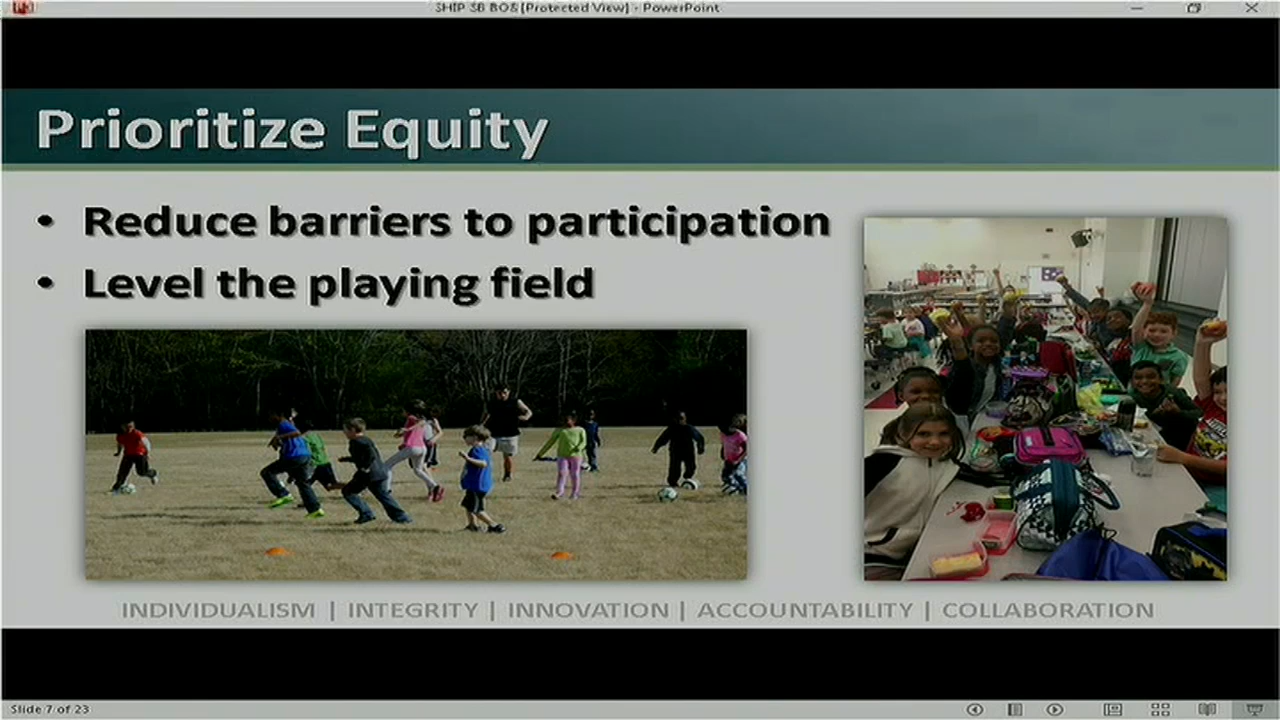 SHIP SB BOS [Protected View] - PowerPoint
Prioritize Equity
• Reduce barriers to participation
• Level the playing field
INDIVIDUALISM | INTEGRITY | INNOVATION | ACCOUNTABILITY | COLLABORATION
Slide 7 of 23